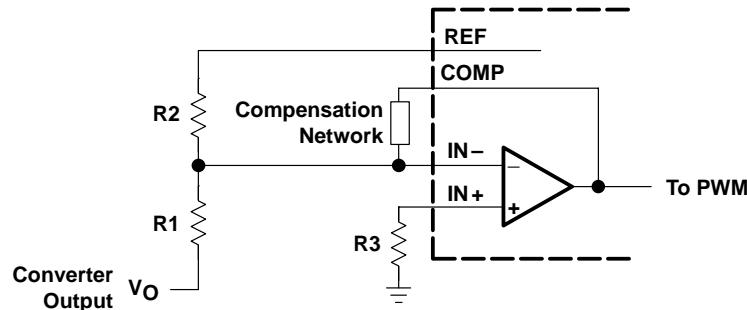 REF
COMP
R2
Compensation
Network
IN−
−
IN+
+
To PWM
R1
R3
Converter
Output
VO